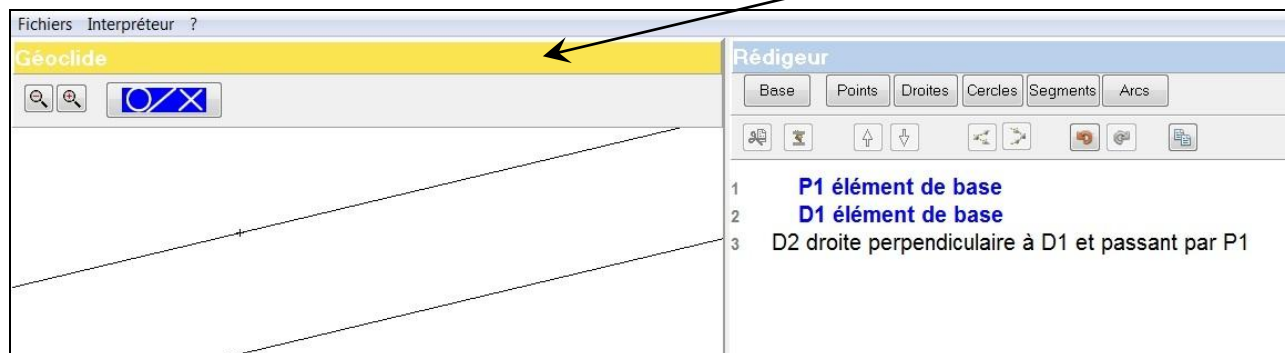 Fichiers Interpréteur ?
Géoclide
Rédigeur
Base Points Droites Cercles Segments Arcs
1 P1 élément de base
2 D1 élément de base
3 D2 droite perpendiculaire à D1 et passant par P1